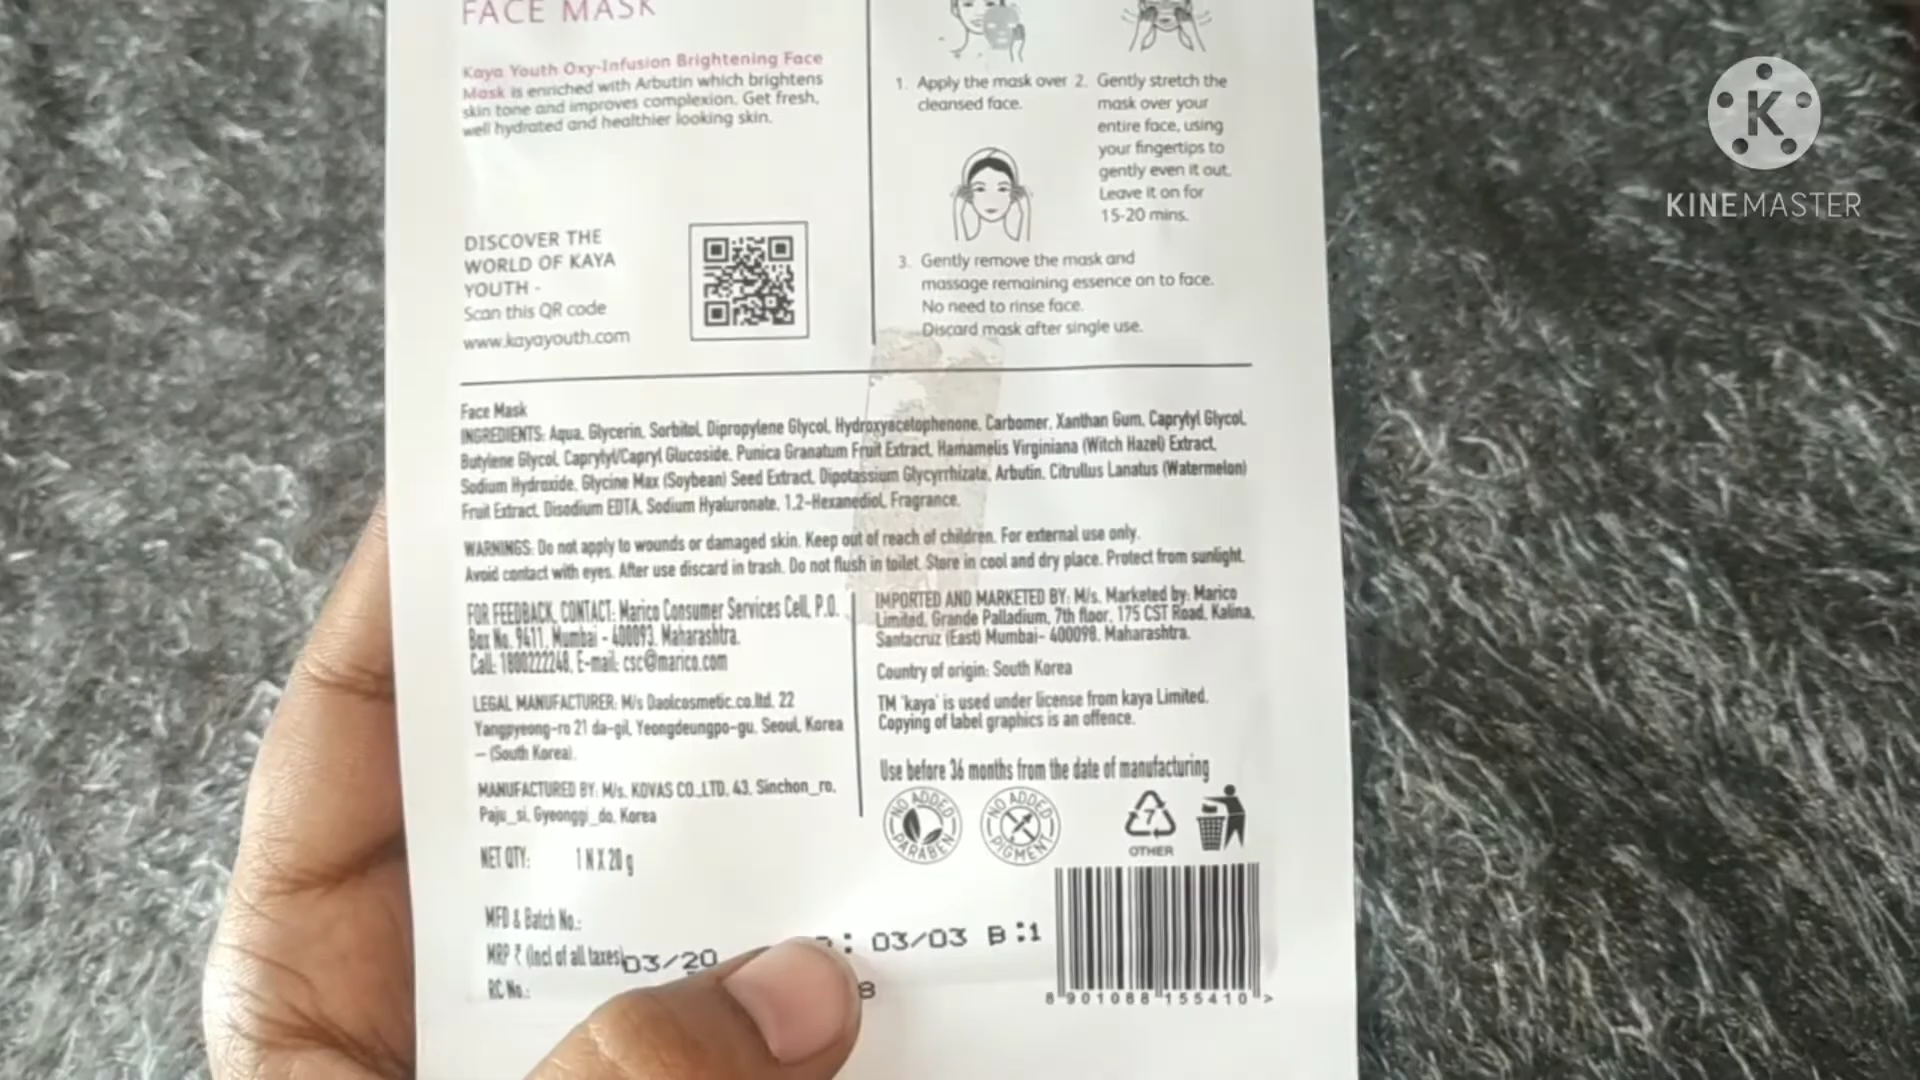 FACE MASK
Kaya Youth Oxy-Infusion Brightening Face
Mask is enriched with Arbutin which brightens
skin tone and improves complexion. Get fresh,
well hydrated and healthier looking skin.
DISCOVER THE
WORLD OF KAYA
YOUTH -
Scan this QR code
www.kayayouth.com
1. Apply the mask over
cleansed face.
2. Gently stretch the
mask over your
entire face, using
your fingertips to
gently even it out.
Leave it on for
15-20 mins.
3. Gently remove the mask and
massage remaining essence on to face.
No need to rinse face.
Discard mask after single use.
Face Mask
INGREDIENTS: Aqua, Glycerin, Sorbitol, Dipropylene Glycol, Hydroxyacetophenone, Carbomer, Xanthan Gum, Caprylyl Glycol,
Butylene Glycol, Caprylyl/Capryl Glucoside, Punica Granatum Fruit Extract, Hamamelis Virginiana (Witch Hazel) Extract,
Sodium Hydroxide, Glycine Max (Soybean) Seed Extract, Dipotassium Glycyrrhizate, Arbutin, Citrullus Lanatus (Watermelon)
Fruit Extract, Disodium EDTA, Sodium Hyaluronate, 1,2-Hexanediol, Fragrance.
WARNINGS: Do not apply to wounds or damaged skin. Keep out of reach of children. For external use only.
Avoid contact with eyes. After use discard in trash. Do not flush in toilet. Store in cool and dry place. Protect from sunlight.
FOR FEEDBACK, CONTACT: Marico Consumer Services Cell, P.O.
Box No. 9411, Mumbai - 400093, Maharashtra.
Call: 1800222248, E-mail: csc@marico.com
LEGAL MANUFACTURER: M/s Daolcosmetic.co.ltd, 22
Yangpyeong-ro 21 da-gil, Yeongdeungpo-gu, Seoul, Korea
– (South Korea).
MANUFACTURED BY: M/s. KOVAS CO.,LTD, 43, Sinchon_ro,
Paju_si, Gyeonggi_do, Korea
NET QTY: 1 N X 20 g
MFD & Batch No.:
MRP ₹ (Incl of all taxes)
RC No.:
03/20
: 03/03 B:1
8
IMPORTED AND MARKETED BY: M/s. Marketed by: Marico
Limited, Grande Palladium, 7th floor, 175 CST Road, Kalina,
Santacruz (East) Mumbai- 400098, Maharashtra.
Country of origin: South Korea
TM 'kaya' is used under license from kaya Limited.
Copying of label graphics is an offence.
Use before 36 months from the date of manufacturing
NO ADDED PARABEN
NO ADDED PIGMENT
7
OTHER
8 901088 155410 >
K
KINEMASTER